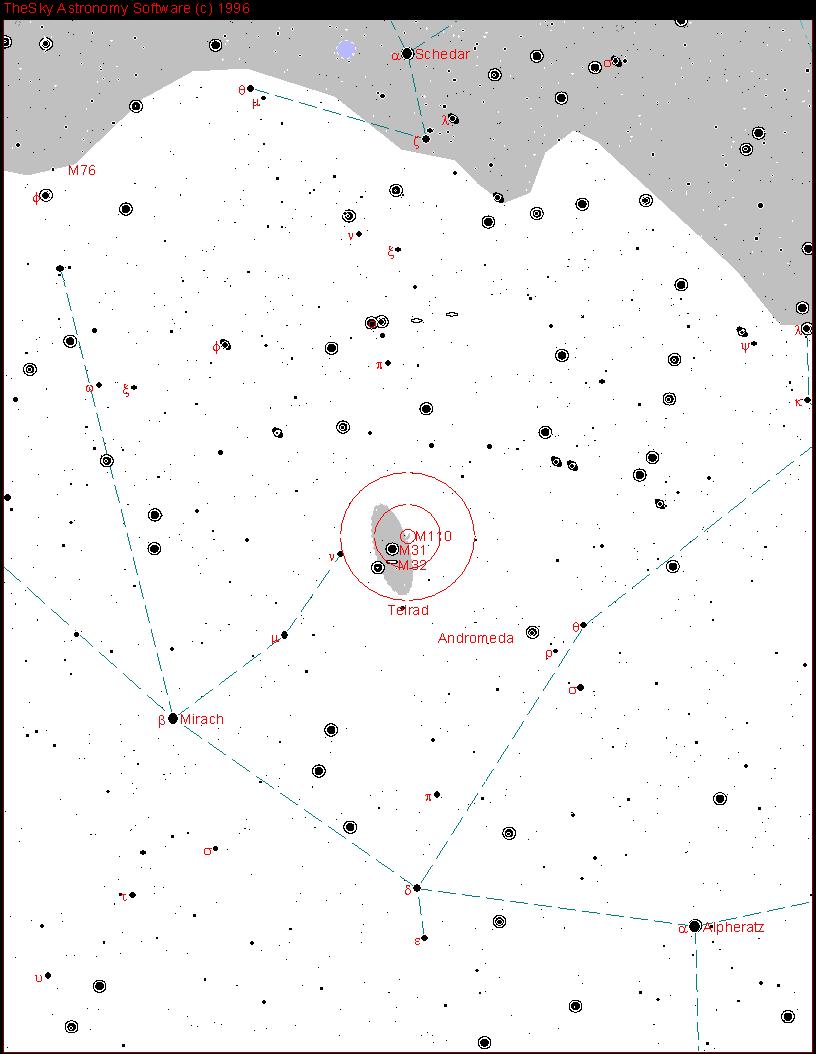 TheSky Astronomy Software (c) 1996
α Schedar
σ
θ
μ
λ
ζ
M76
φ
ν
ξ
λ
ψ
φ
π
ω
ξ
κ
M110
M31
M32
ν
Telrad
θ
Andromeda
μ
ρ
σ
β Mirach
π
σ
δ
τ
α Alpheratz
ε
υ